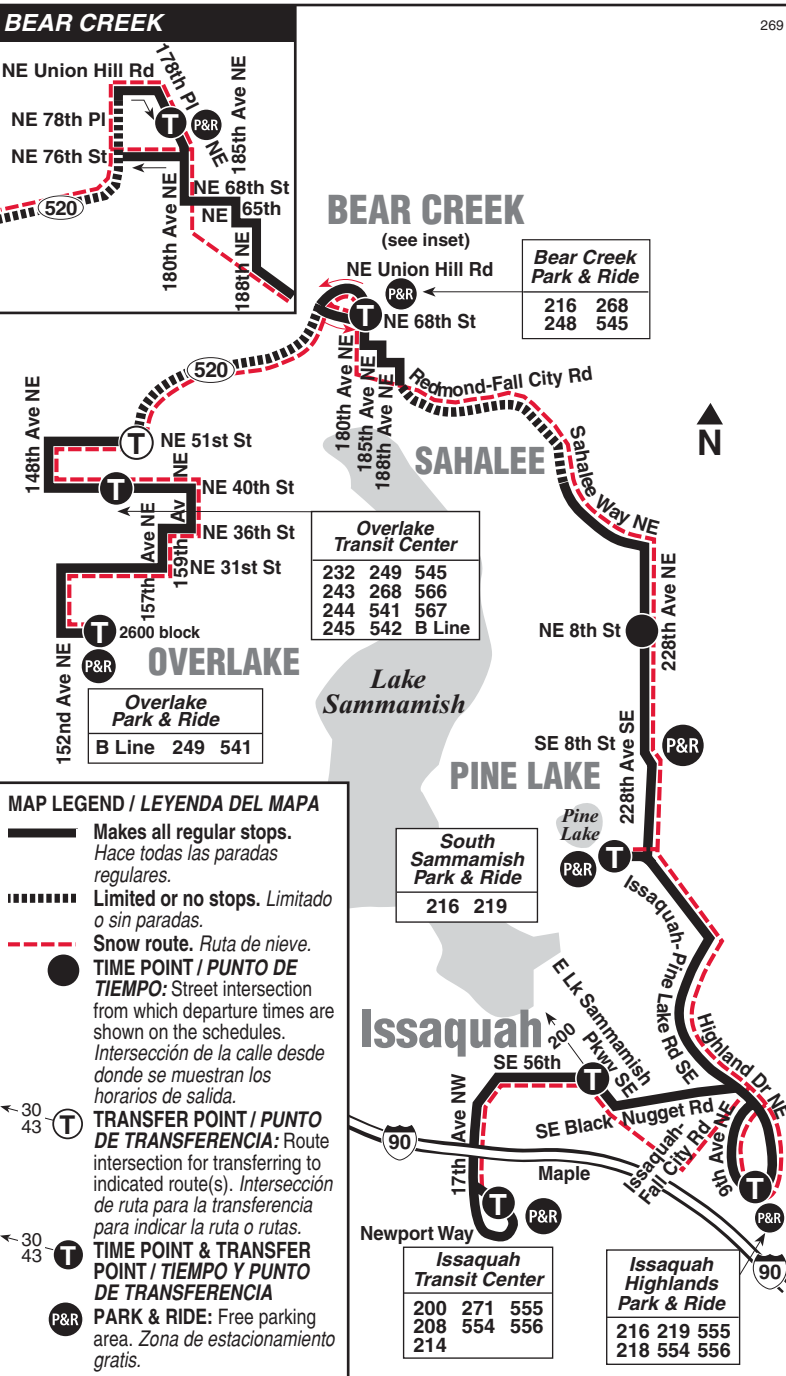 BEAR CREEK
269
NE Union Hill Rd
178th Pl NE
185th Ave NE
NE 78th Pl
T
P&R
NE 76th St
520
180th Ave NE
NE 68th St
NE 65th
188th NE
BEAR CREEK
(see inset)
NE Union Hill Rd
P&R
Bear Creek
Park & Ride
216 268
248 545
T
NE 68th St
520
180th Ave NE
185th Ave NE
188th Ave NE
Redmond-Fall City Rd
N
148th Ave NE
T
NE 51st St
SAHALEE
Sahalee Way NE
T
NE 40th St
159th Av NE
NE 36th St
157th Ave NE
NE 31st St
Overlake
Transit Center
232 249 545
243 268 566
244 541 567
245 542 B Line
228th Ave NE
NE 8th St
T
2600 block
P&R
OVERLAKE
152nd Ave NE
Overlake
Park & Ride
B Line 249 541
Lake
Sammamish
SE 8th St
P&R
228th Ave SE
PINE LAKE
Pine
Lake
P&R
T
South
Sammamish
Park & Ride
216 219
Issaquah-Pine Lake Rd SE
Highland Dr NE
E Lk Sammamish
Pkwy SE
200
Issaquah
SE 56th
T
17th Ave NW
SE Black Nugget Rd
Issaquah-
Fall City Rd
9th Ave NE
T
P&R
90
Maple
T
P&R
Newport Way
90
Issaquah
Transit Center
200 271 555
208 554 556
214
Issaquah
Highlands
Park & Ride
216 219 555
218 554 556
MAP LEGEND / LEYENDA DEL MAPA
Makes all regular stops.
Hace todas las paradas
regulares.
Limited or no stops. Limitado
o sin paradas.
Snow route. Ruta de nieve.
TIME POINT / PUNTO DE
TIEMPO: Street intersection
from which departure times are
shown on the schedules.
Intersección de la calle desde
donde se muestran los
horarios de salida.
30
43
T
TRANSFER POINT / PUNTO
DE TRANSFERENCIA: Route
intersection for transferring to
indicated route(s). Intersección
de ruta para la transferencia
para indicar la ruta o rutas.
30
43
T
TIME POINT & TRANSFER
POINT / TIEMPO Y PUNTO
DE TRANSFERENCIA
P&R
PARK & RIDE: Free parking
area. Zona de estacionamiento
gratis.